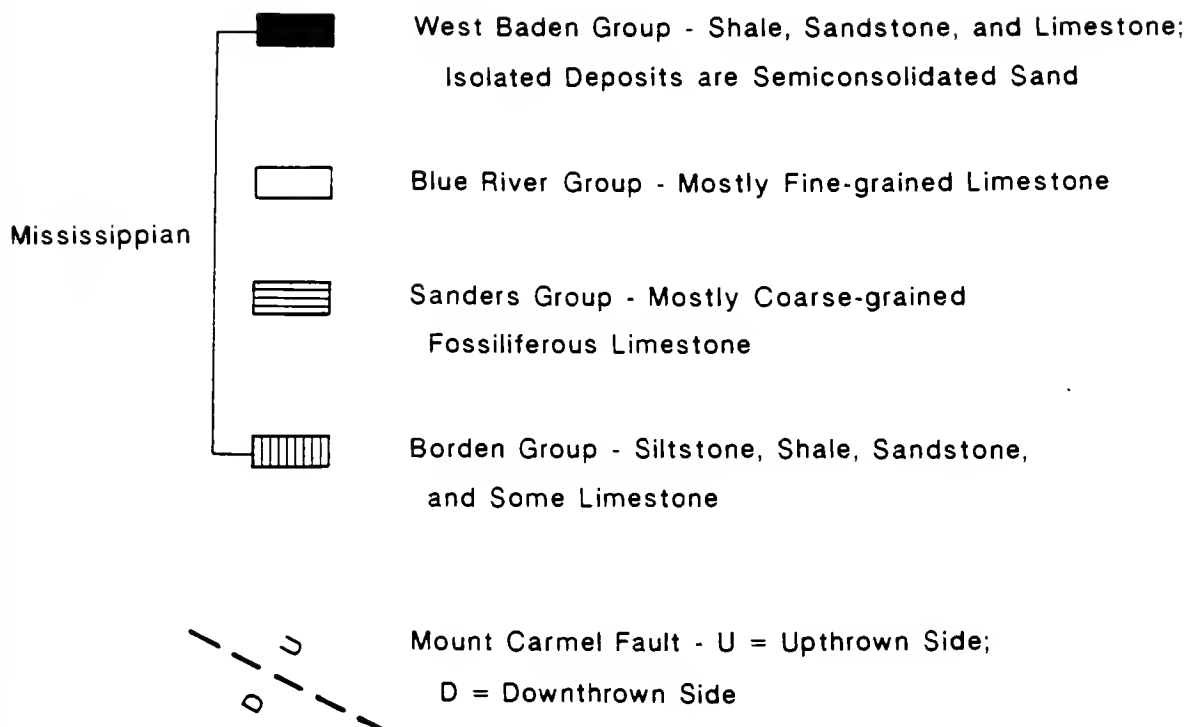 West Baden Group - Shale, Sandstone, and Limestone;
Isolated Deposits are Semiconsolidated Sand
Blue River Group - Mostly Fine-grained Limestone
Mississippian
Sanders Group - Mostly Coarse-grained
Fossiliferous Limestone
Borden Group - Siltstone, Shale, Sandstone,
and Some Limestone
U
D
Mount Carmel Fault - U = Upthrown Side;
D = Downthrown Side